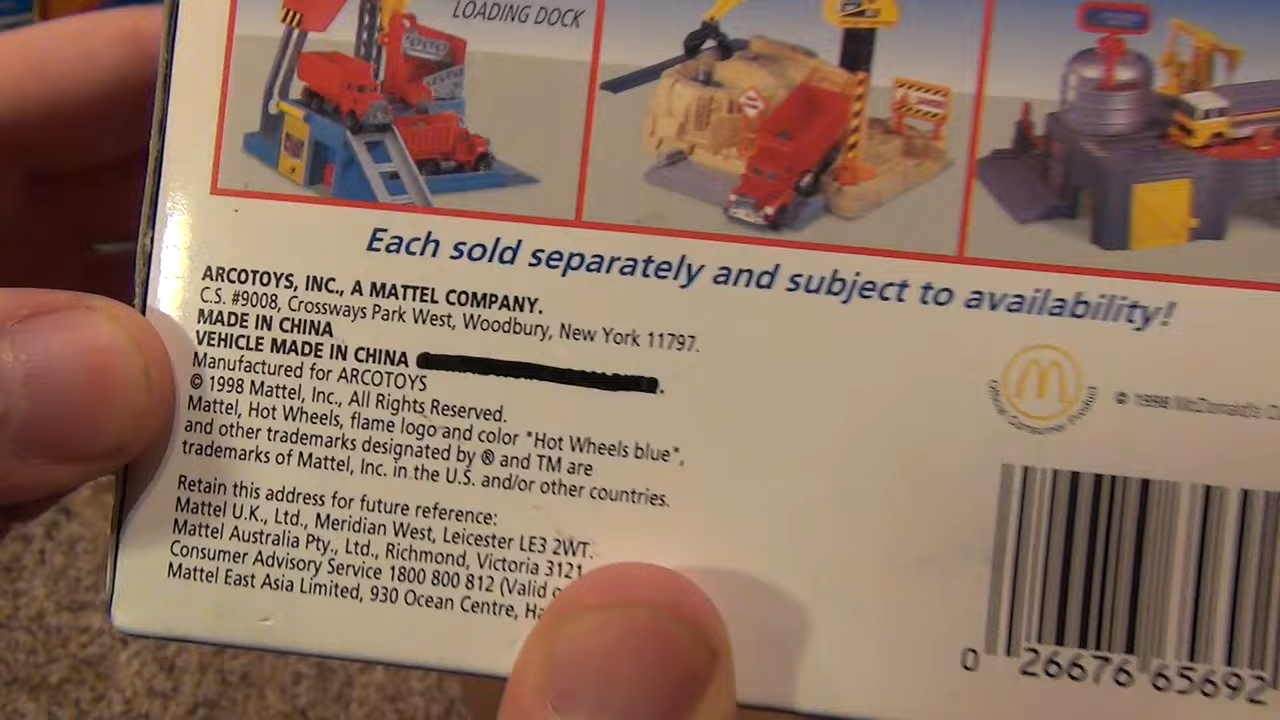 LOADING DOCK
Each sold separately and subject to availability!
ARCOTOYS, INC., A MATTEL COMPANY.
C.S. #9008, Crossways Park West, Woodbury, New York 11797.
MADE IN CHINA
VEHICLE MADE IN CHINA
Manufactured for ARCOTOYS
© 1998 Mattel, Inc., All Rights Reserved.
Mattel, Hot Wheels, flame logo and color "Hot Wheels blue",
and other trademarks designated by ® and TM are
trademarks of Mattel, Inc. in the U.S. and/or other countries.
Retain this address for future reference:
Mattel U.K., Ltd., Meridian West, Leicester LE3 2WT.
Mattel Australia Pty., Ltd., Richmond, Victoria 3121.
Consumer Advisory Service 1800 800 812 (Valid
Mattel East Asia Limited, 930 Ocean Centre,
© 1998 McDonald's
0 26676 65692